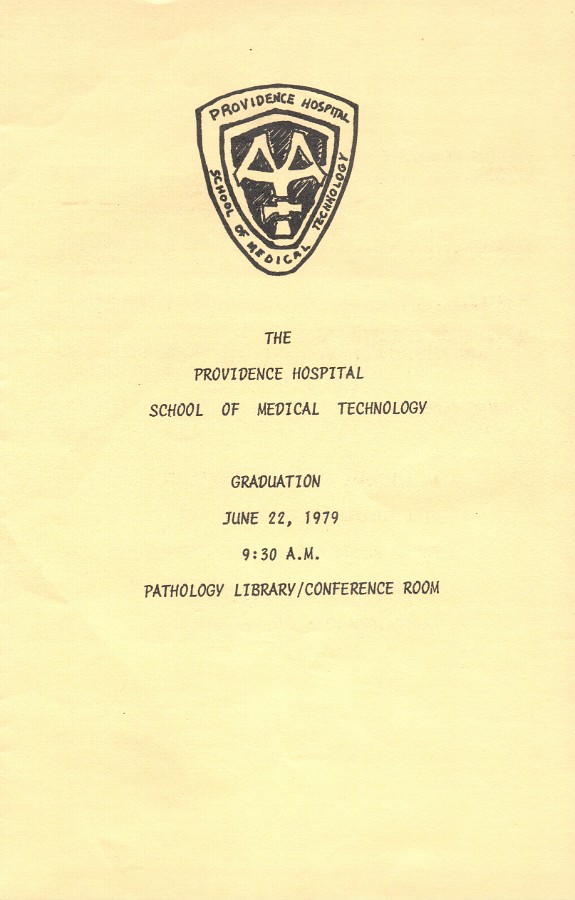 PROVIDENCE HOSPITAL
SCHOOL OF MEDICAL TECHNOLOGY
THE
PROVIDENCE HOSPITAL
SCHOOL OF MEDICAL TECHNOLOGY
GRADUATION
JUNE 22, 1979
9:30 A.M.
PATHOLOGY LIBRARY/CONFERENCE ROOM